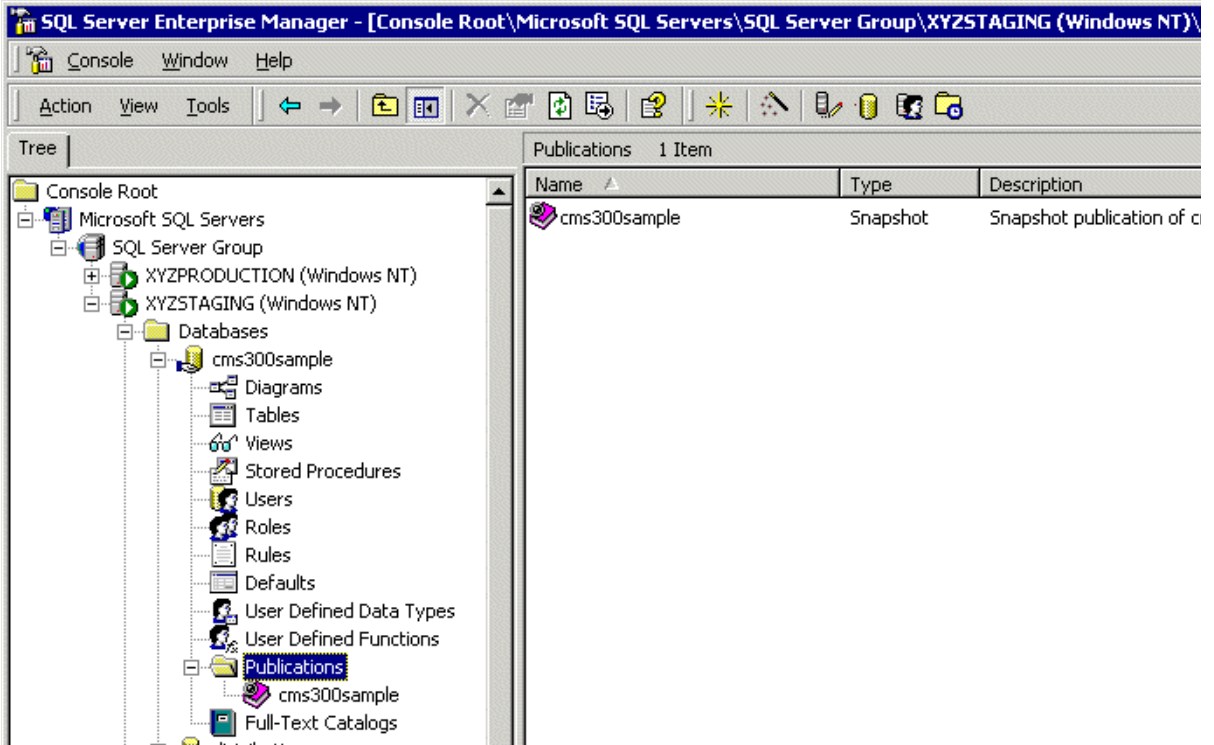 SQL Server Enterprise Manager - [Console Root\Microsoft SQL Servers\SQL Server Group\XYZSTAGING (Windows NT)\
Console Window Help
Action View Tools
Tree
Publications 1 Item
Console Root
Microsoft SQL Servers
SQL Server Group
XYZPRODUCTION (Windows NT)
XYZSTAGING (Windows NT)
Databases
cms300sample
Diagrams
Tables
Views
Stored Procedures
Users
Roles
Rules
Defaults
User Defined Data Types
User Defined Functions
Publications
cms300sample
Full-Text Catalogs
Name Type Description
cms300sample Snapshot Snapshot publication of